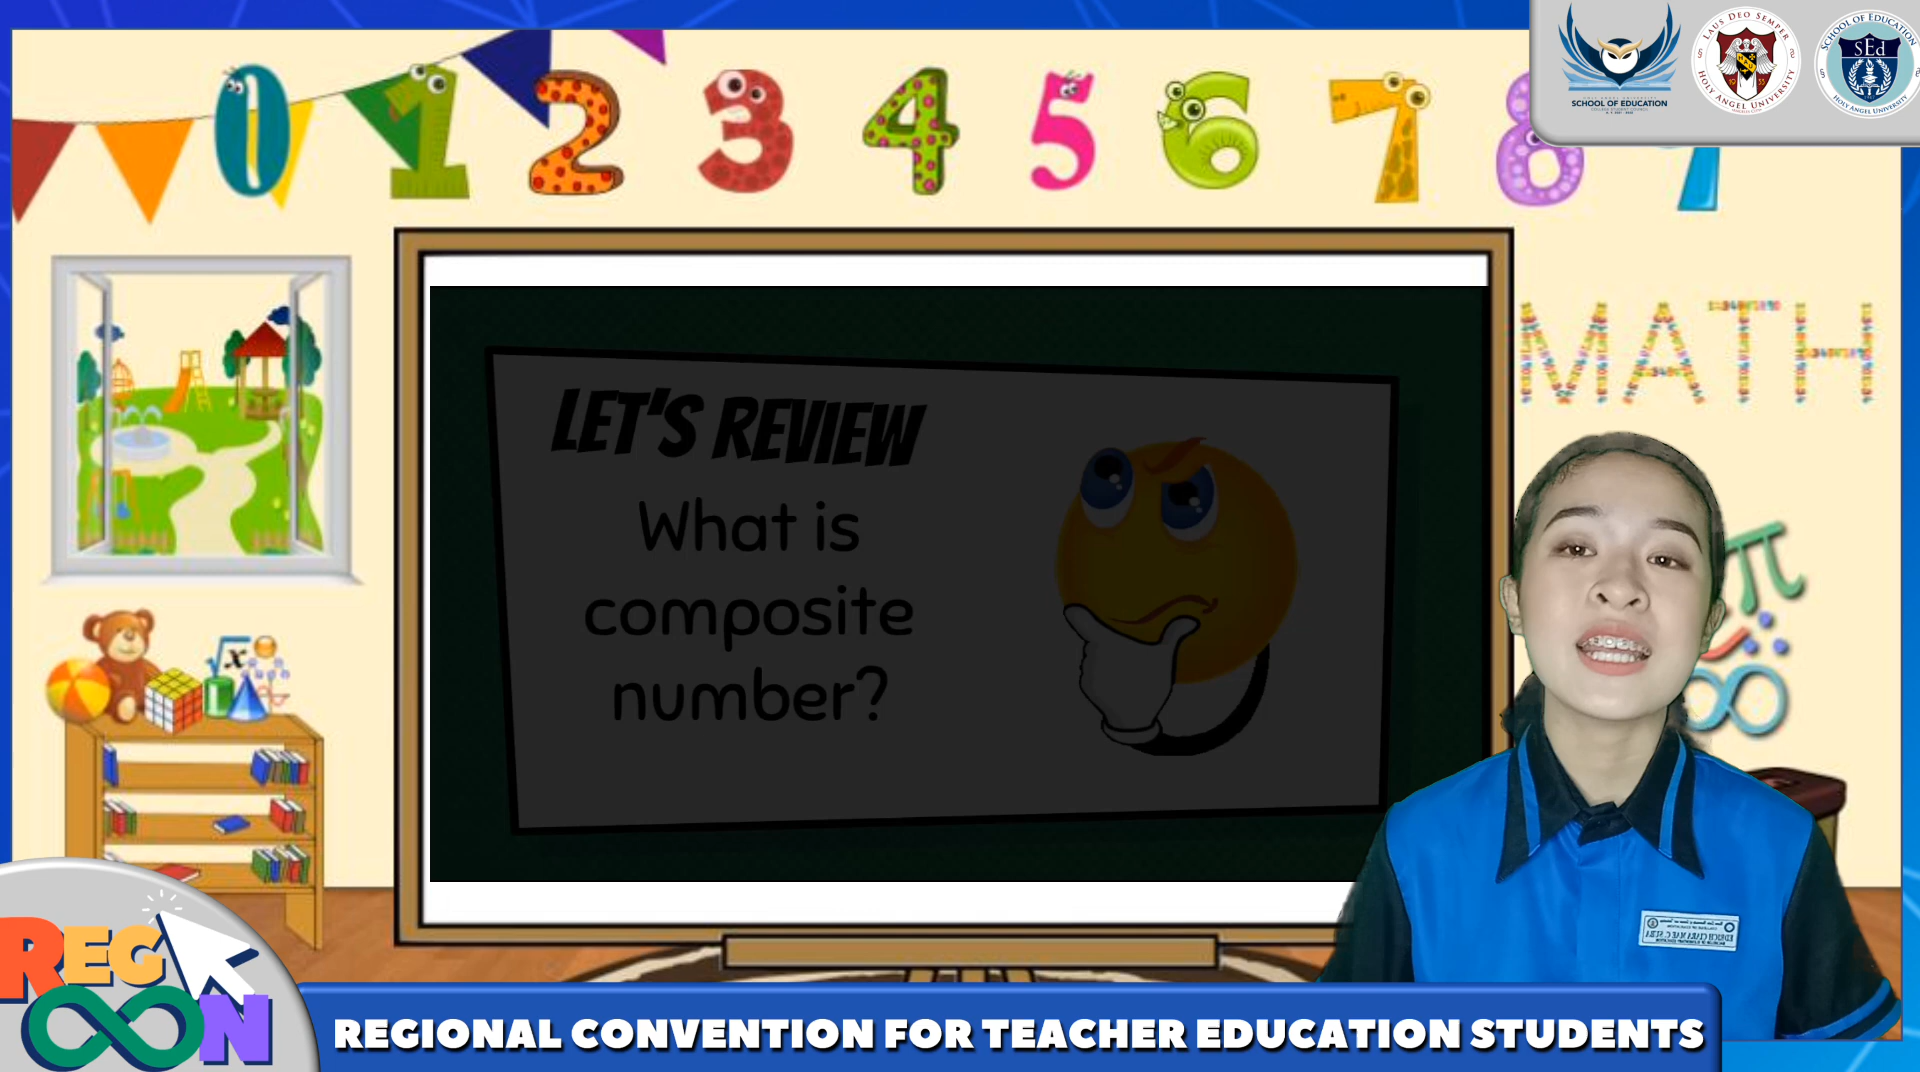 0 1 2 3 4 5 6 7 8 9
SCHOOL OF EDUCATION
LAUS DEO SEMPER
HOLY ANGEL UNIVERSITY
SCHOOL OF EDUCATION
SEd
HOLY ANGEL UNIVERSITY
MATH
LET'S REVIEW
What is
composite
number?
π
x
∞
REG
N
REGIONAL CONVENTION FOR TEACHER EDUCATION STUDENTS